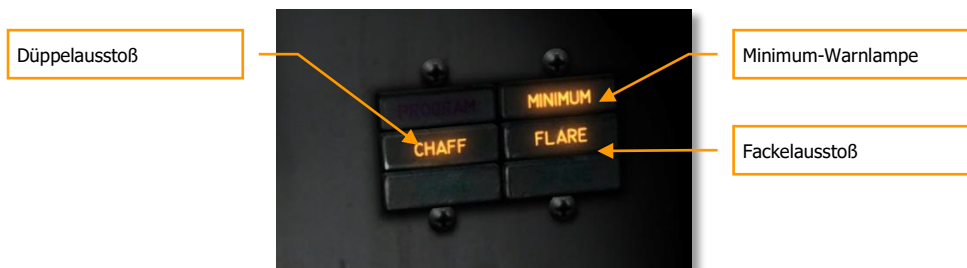 Düppelausstoß
Minimum-Warnlampe
PROGRAM
MINIMUM
CHAFF
FLARE
Fackelausstoß